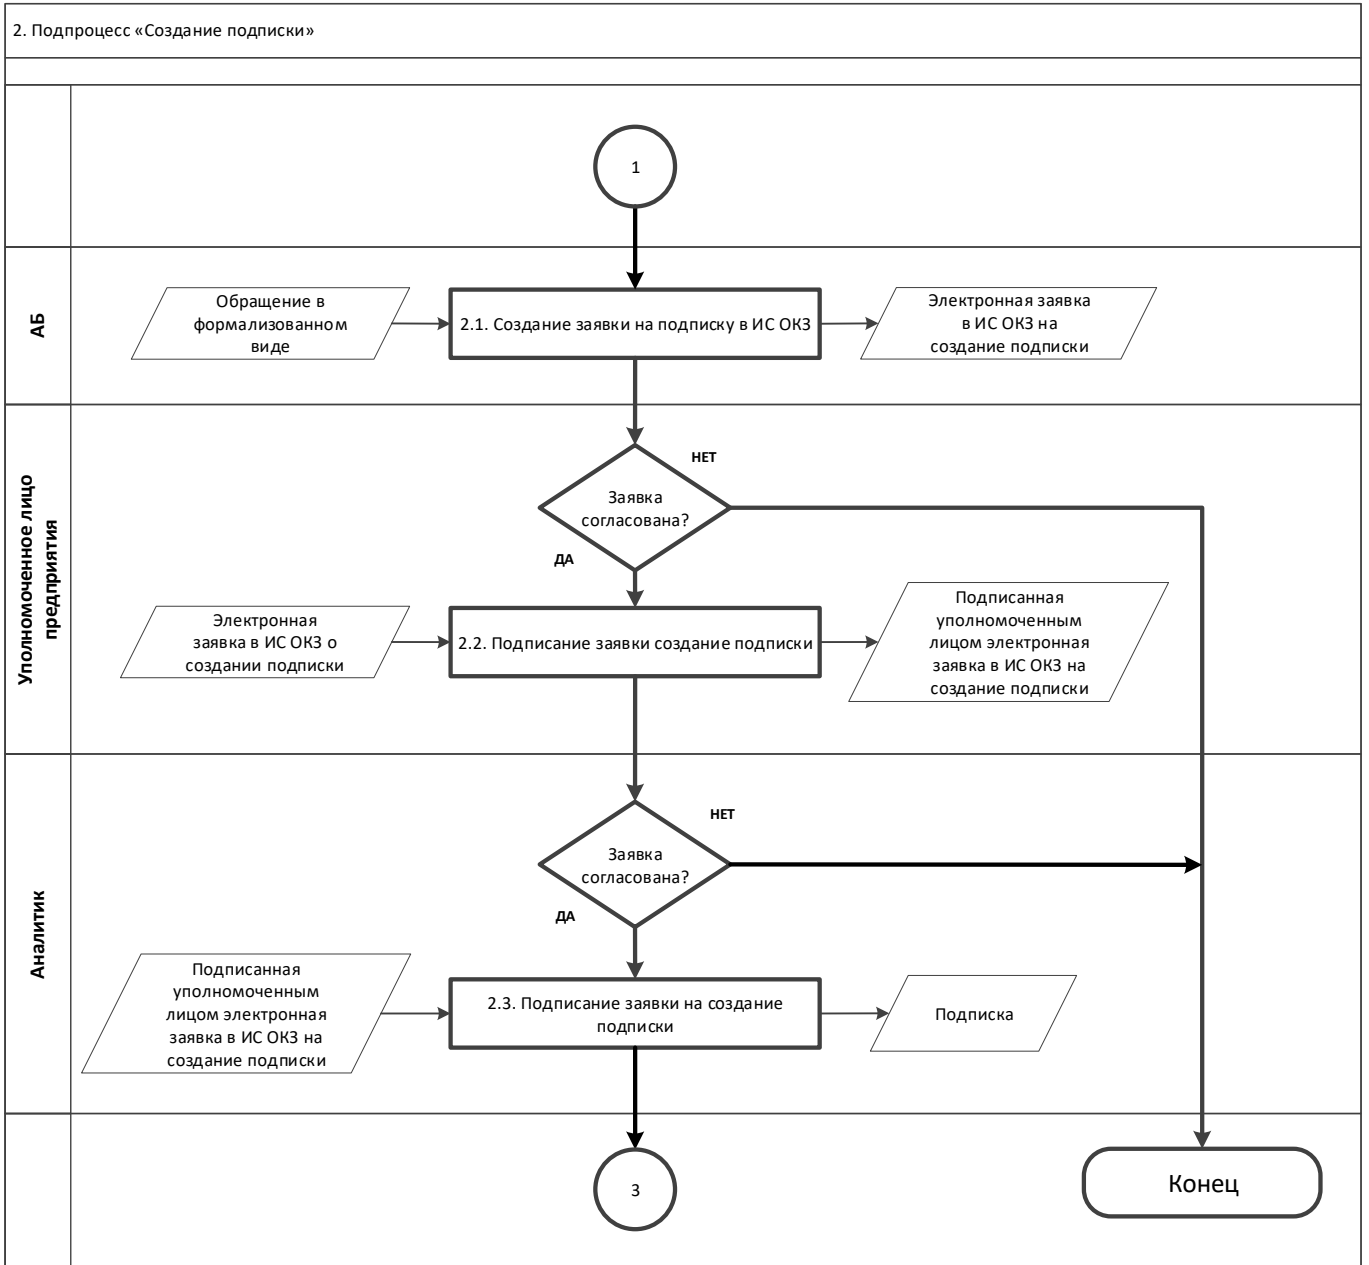 2. Подпроцесс «Создание подписки»
1
АБ
Обращение в
формализованном
виде
2.1. Создание заявки на подписку в ИС ОКЗ
Электронная заявка
в ИС ОКЗ на
создание подписки
Уполномоченное лицо
предприятия
НЕТ
Заявка
согласована?
ДА
Электронная
заявка в ИС ОКЗ о
создании подписки
2.2. Подписание заявки создание подписки
Подписанная
уполномоченным
лицом электронная
заявка в ИС ОКЗ на
создание подписки
Аналитик
НЕТ
Заявка
согласована?
ДА
Подписанная
уполномоченным
лицом электронная
заявка в ИС ОКЗ на
создание подписки
2.3. Подписание заявки на создание
подписки
Подписка
3
Конец